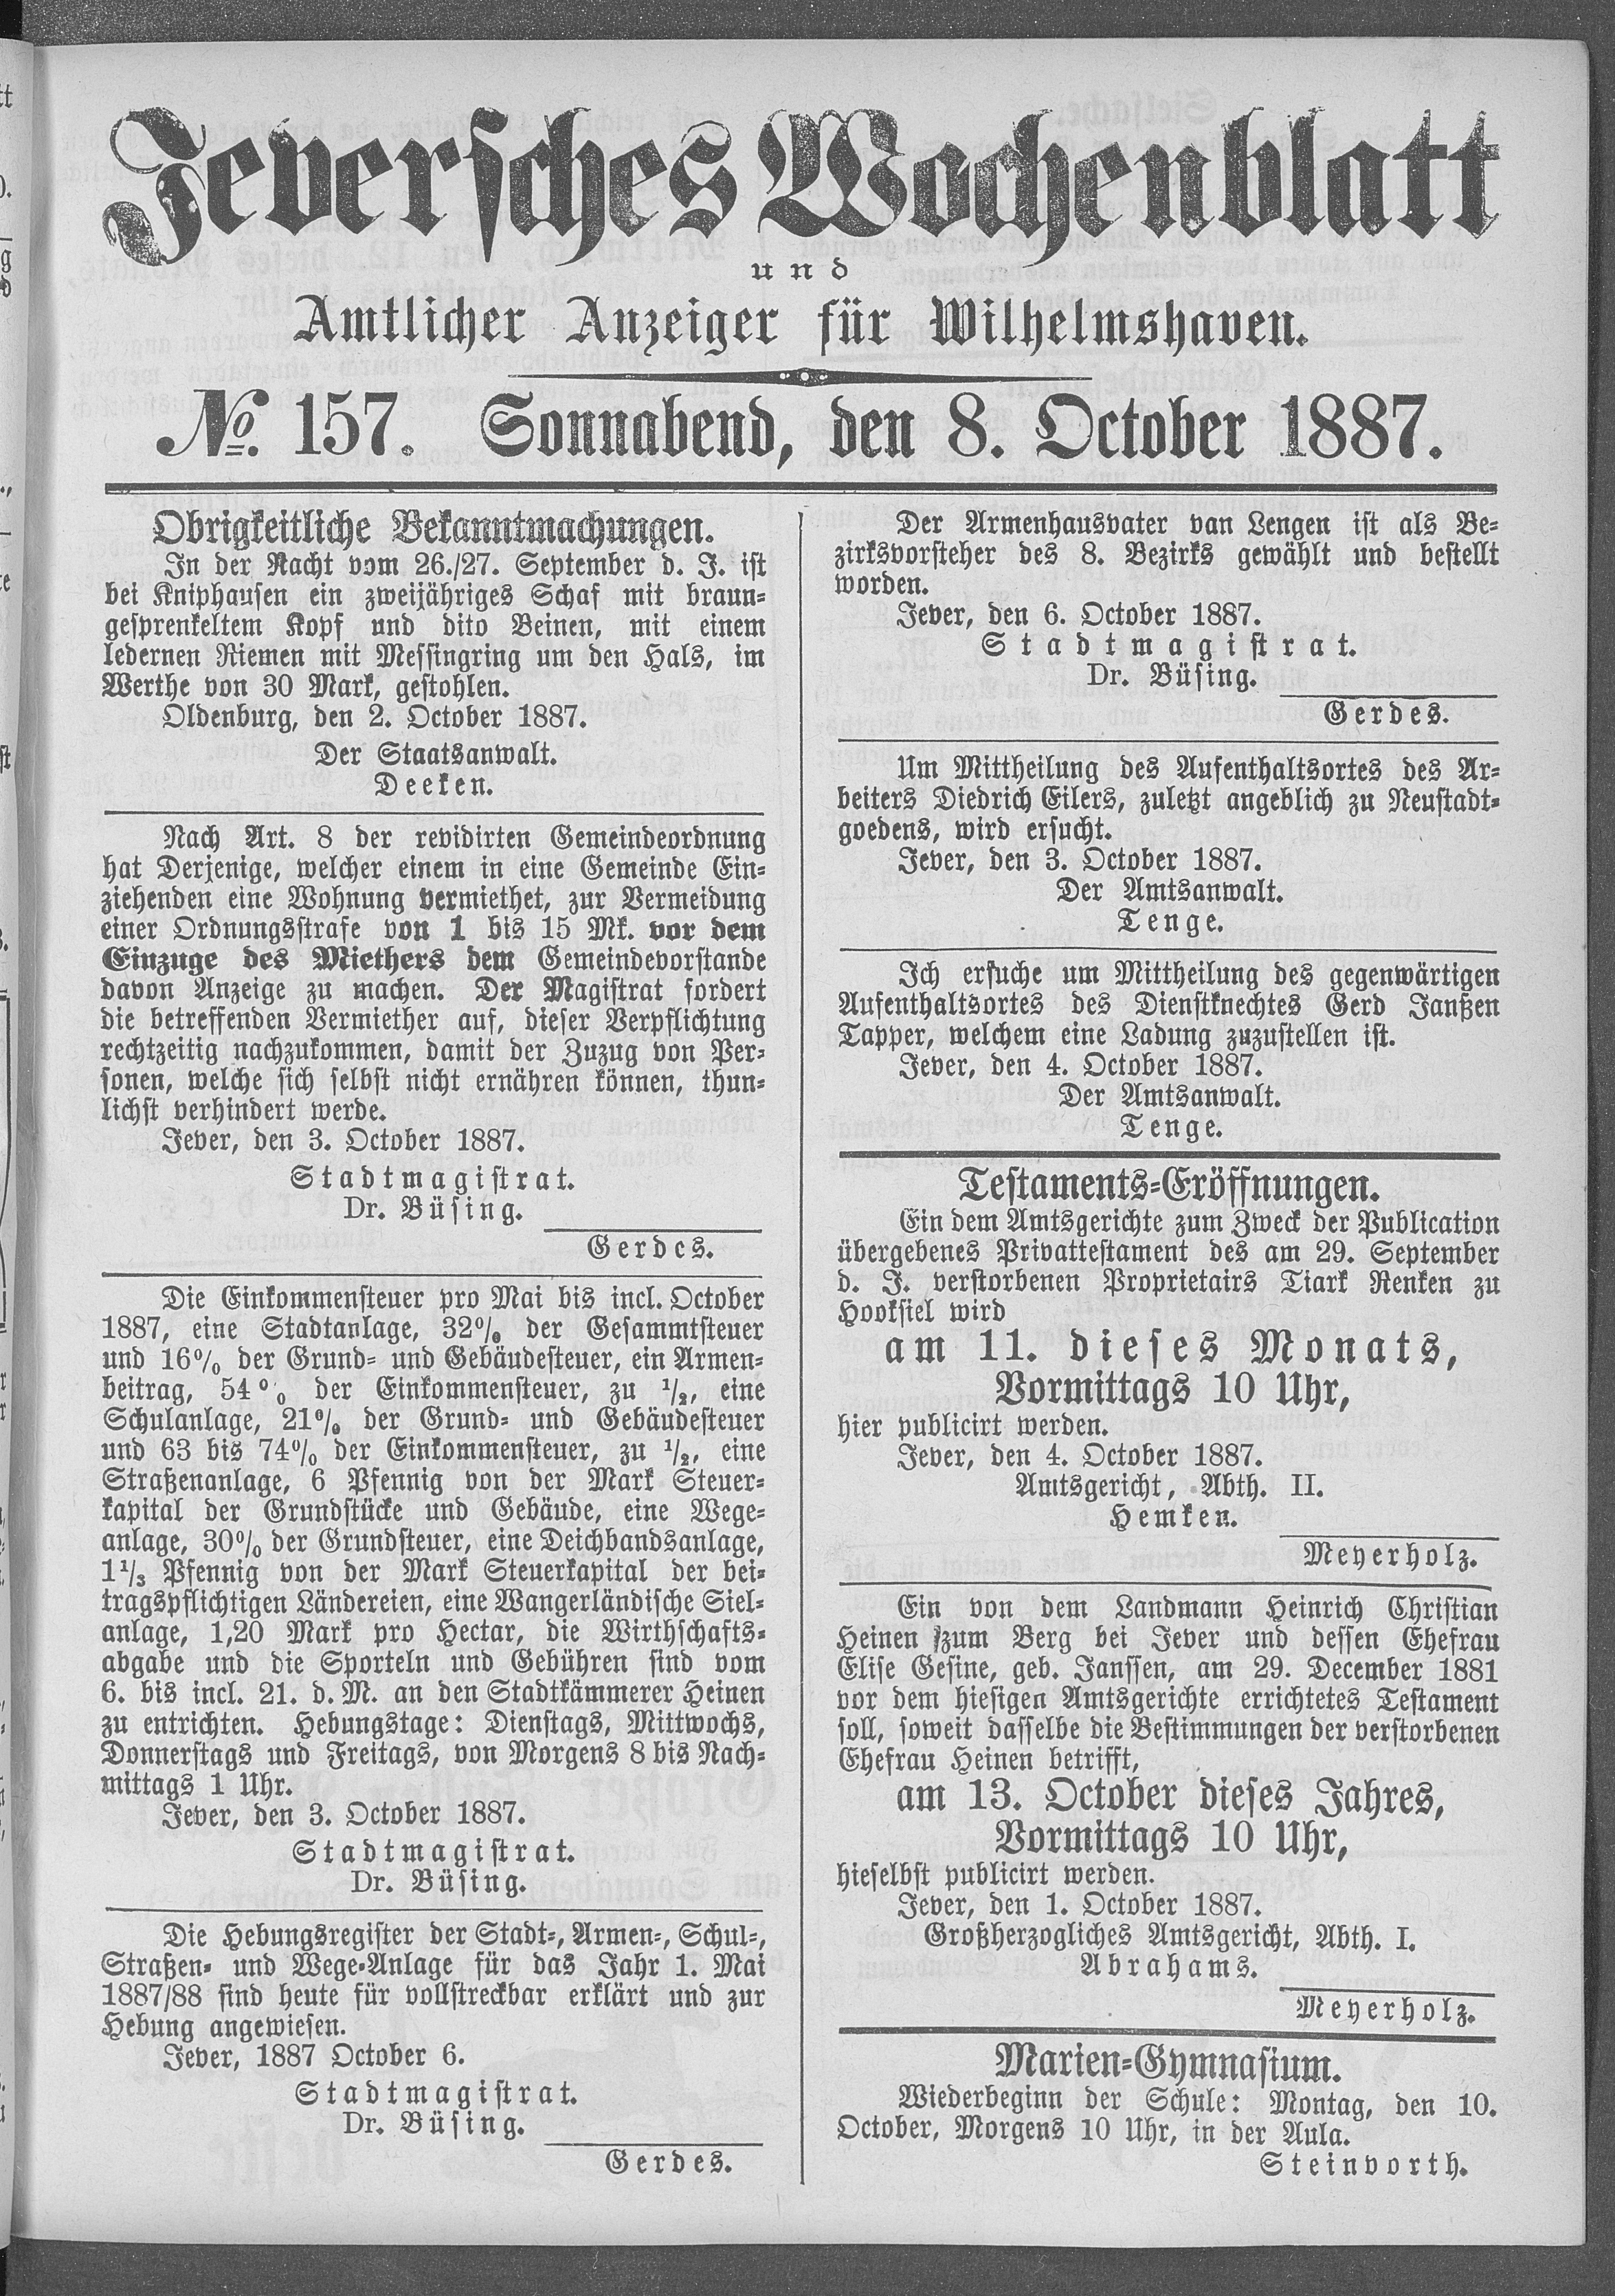 Jeversches Wochenblatt
und
Amtlicher Anzeiger für Wilhelmshaven.
No. 157. Sonnabend, den 8. October 1887.
Obrigkeitliche Bekanntmachungen.
In der Nacht vom 26./27. September d. J. ist
bei Kniphausen ein zweijähriges Schaf mit braun-
gesprenkeltem Kopf und dito Beinen, mit einem
ledernen Riemen mit Messingring um den Hals, im
Werthe von 30 Mark, gestohlen.
Oldenburg, den 2. October 1887.
Der Staatsanwalt.
Deeken.
Nach Art. 8 der revidirten Gemeindeordnung
hat Derjenige, welcher einem in eine Gemeinde Ein-
ziehenden eine Wohnung vermiethet, zur Vermeidung
einer Ordnungsstrafe von 1 bis 15 Mk. vor dem
Einzuge des Miethers dem Gemeindevorstande
davon Anzeige zu machen. Der Magistrat fordert
die betreffenden Vermiether auf, dieser Verpflichtung
rechtzeitig nachzukommen, damit der Zuzug von Per-
sonen, welche sich selbst nicht ernähren können, thun-
lichst verhindert werde.
Jever, den 3. October 1887.
Stadtmagistrat.
Dr. Büsing.
Gerdes.
Die Einkommensteuer pro Mai bis incl. October
1887, eine Stadtanlage, 32% der Gesammtsteuer
und 16% der Grund- und Gebäudesteuer, ein Armen-
beitrag, 54% der Einkommensteuer, zu 1/2, eine
Schulanlage, 21% der Grund- und Gebäudesteuer
und 63 bis 74% der Einkommensteuer, zu 1/2, eine
Straßenanlage, 6 Pfennig von der Mark Steuer-
kapital der Grundstücke und Gebäude, eine Wege-
anlage, 30% der Grundsteuer, eine Deichbandsanlage,
1 1/3 Pfennig von der Mark Steuerkapital der bei-
tragspflichtigen Ländereien, eine Wangerländische Siel-
anlage, 1,20 Mark pro Hectar, die Wirthschafts-
abgabe und die Sporteln und Gebühren sind vom
6. bis incl. 21. d. M. an den Stadtkämmerer Heinen
zu entrichten. Hebungstage: Dienstags, Mittwochs,
Donnerstags und Freitags, von Morgens 8 bis Nach-
mittags 1 Uhr.
Jever, den 3. October 1887.
Stadtmagistrat.
Dr. Büsing.
Die Hebungsregister der Stadt-, Armen-, Schul-,
Straßen- und Wege-Anlage für das Jahr 1. Mai
1887/88 sind heute für vollstreckbar erklärt und zur
Hebung angewiesen.
Jever, 1887 October 6.
Stadtmagistrat.
Dr. Büsing.
Gerdes.
Der Armenhausvater van Lengen ist als Be-
zirksvorsteher des 8. Bezirks gewählt und bestellt
worden.
Jever, den 6. October 1887.
Stadtmagistrat.
Dr. Büsing.
Gerdes.
Um Mittheilung des Aufenthaltsortes des Ar-
beiters Diedrich Eilers, zuletzt angeblich zu Neustadt-
goedens, wird ersucht.
Jever, den 3. October 1887.
Der Amtsanwalt.
Tenge.
Ich ersuche um Mittheilung des gegenwärtigen
Aufenthaltsortes des Dienstknechtes Gerd Janßen
Tapper, welchem eine Ladung zuzustellen ist.
Jever, den 4. October 1887.
Der Amtsanwalt.
Tenge.
Testaments-Eröffnungen.
Ein dem Amtsgerichte zum Zweck der Publication
übergebenes Privattestament des am 29. September
d. J. verstorbenen Proprietairs Tiark Renken zu
Hooksiel wird
am 11. dieses Monats,
Vormittags 10 Uhr,
hier publicirt werden.
Jever, den 4. October 1887.
Amtsgericht, Abth. II.
Hemken.
Meyerholz.
Ein von dem Landmann Heinrich Christian
Heinen zum Berg bei Jever und dessen Ehefrau
Elise Gesine, geb. Janssen, am 29. December 1881
vor dem hiesigen Amtsgerichte errichtetes Testament
soll, soweit dasselbe die Bestimmungen der verstorbenen
Ehefrau Heinen betrifft,
am 13. October dieses Jahres,
Vormittags 10 Uhr,
hieselbst publicirt werden.
Jever, den 1. October 1887.
Großherzogliches Amtsgericht, Abth. I.
Abrahams.
Meyerholz.
Marien-Gymnasium.
Wiederbeginn der Schule: Montag, den 10.
October, Morgens 10 Uhr, in der Aula.
Steinvorth.